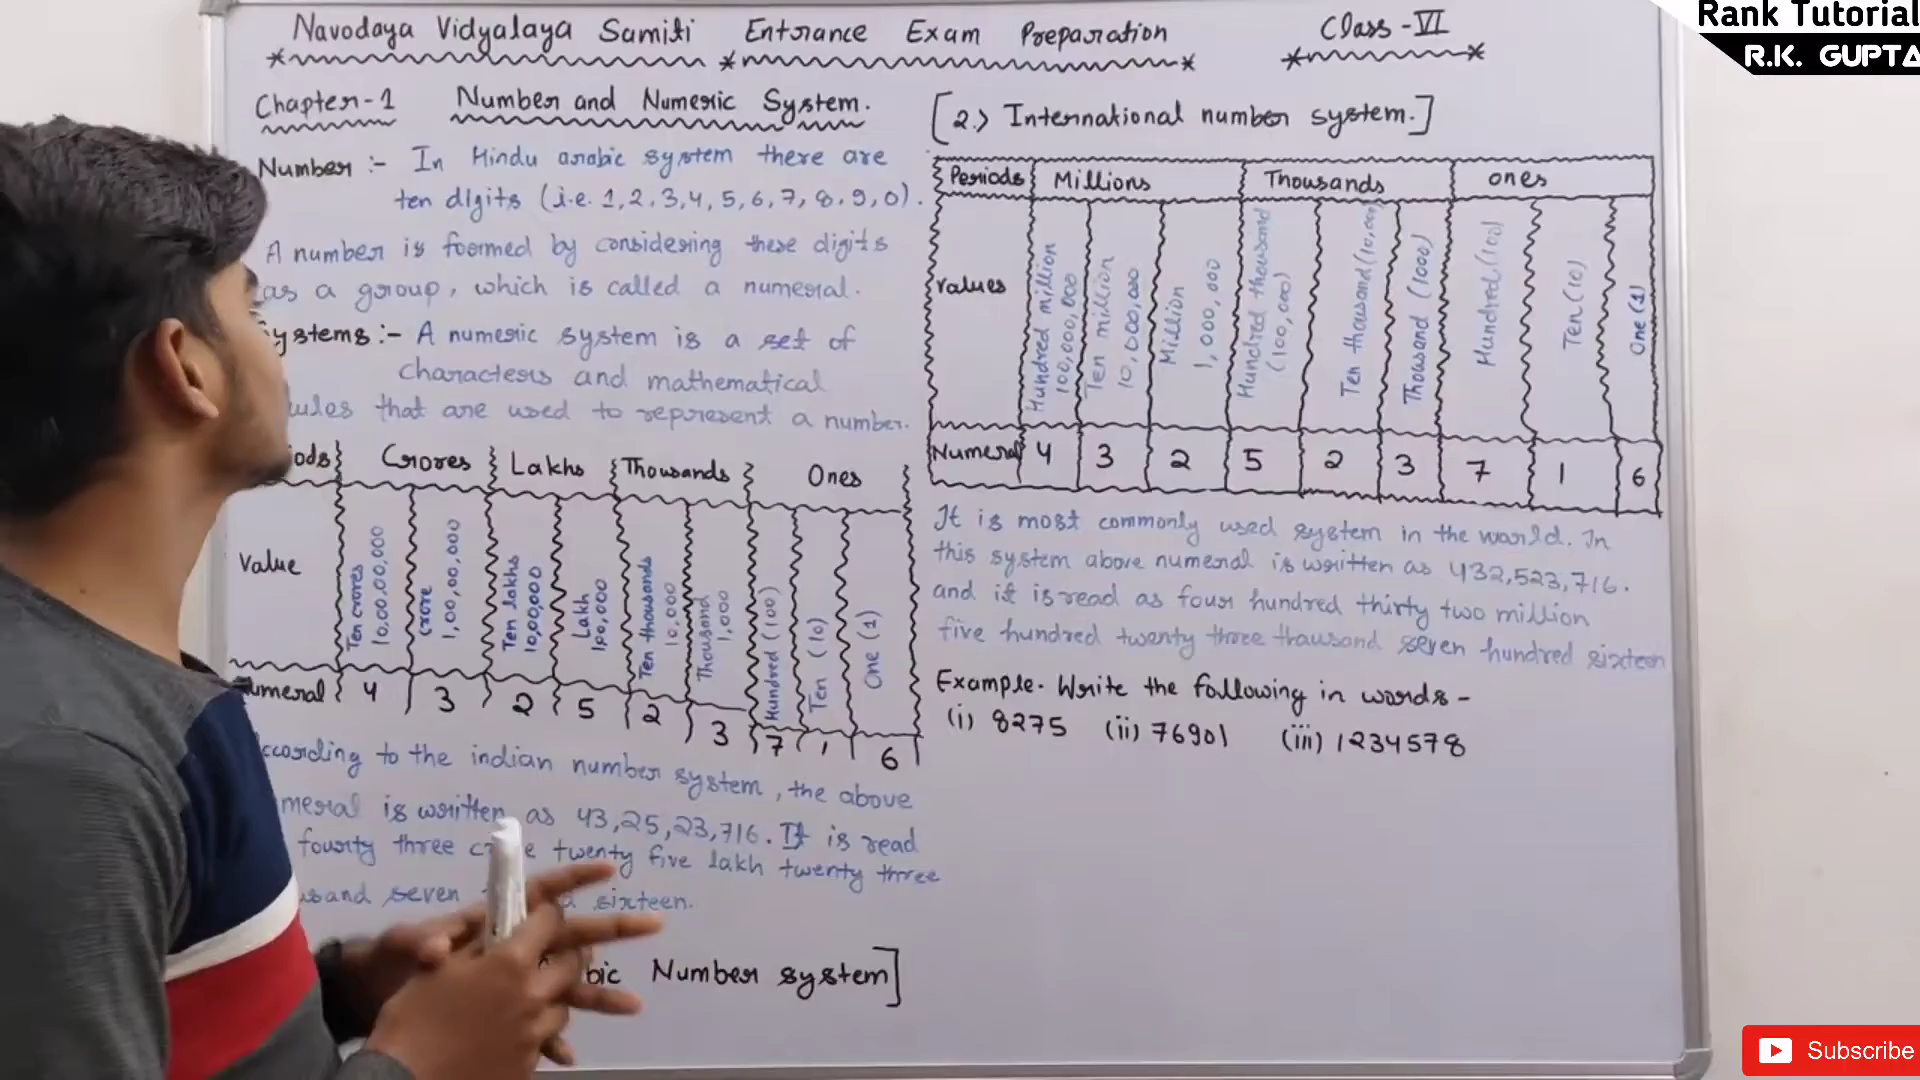 Navodaya Vidyalaya Samiti Entrance Exam Preparation Class-VI
Rank Tutorial
R.K. GUPTA
Chapter-1 Number and Numeric System.
Number :- In Hindu arabic system there are
ten digits (i.e. 1,2,3,4,5,6,7,8,9,0).
A number is formed by considering these digits
as a group, which is called a numeral.
ystems :- A numeric system is a set of
characters and mathematical
ules that are used to represent a number.
iods Crores Lakhs Thousands Ones
Value
Ten crores 10,00,00,000
crore 1,00,00,000
Ten lakhs 10,00,000
Lakh 1,00,000
Ten thousands 10,000
Thousand 1,000
Hundred (100)
Ten (10)
One (1)
umeral 4 3 2 5 2 3 7 1 6
ccording to the indian number system, the above
meral is written as 43,25,23,716. It is read
fourty three c e twenty five lakh twenty three
sand seven sixteen.
bic Number system]
[2.) International number system.]
Periods Millions Thousands ones
Values
Hundred million 100,000,000
Ten million 10,000,000
Million 1,000,000
Hundred thousand (100,000)
Ten thousand (10,000)
Thousand (1000)
Hundred (100)
Ten (10)
One (1)
Numeral 4 3 2 5 2 3 7 1 6
It is most commonly used system in the world. In
this system above numeral is written as 432,523,716.
and it is read as four hundred thirty two million
five hundred twenty three thausand seven hundred sixteen
Example. Write the following in words-
(i) 8275 (ii) 76901 (iii) 1234578
Subscribe